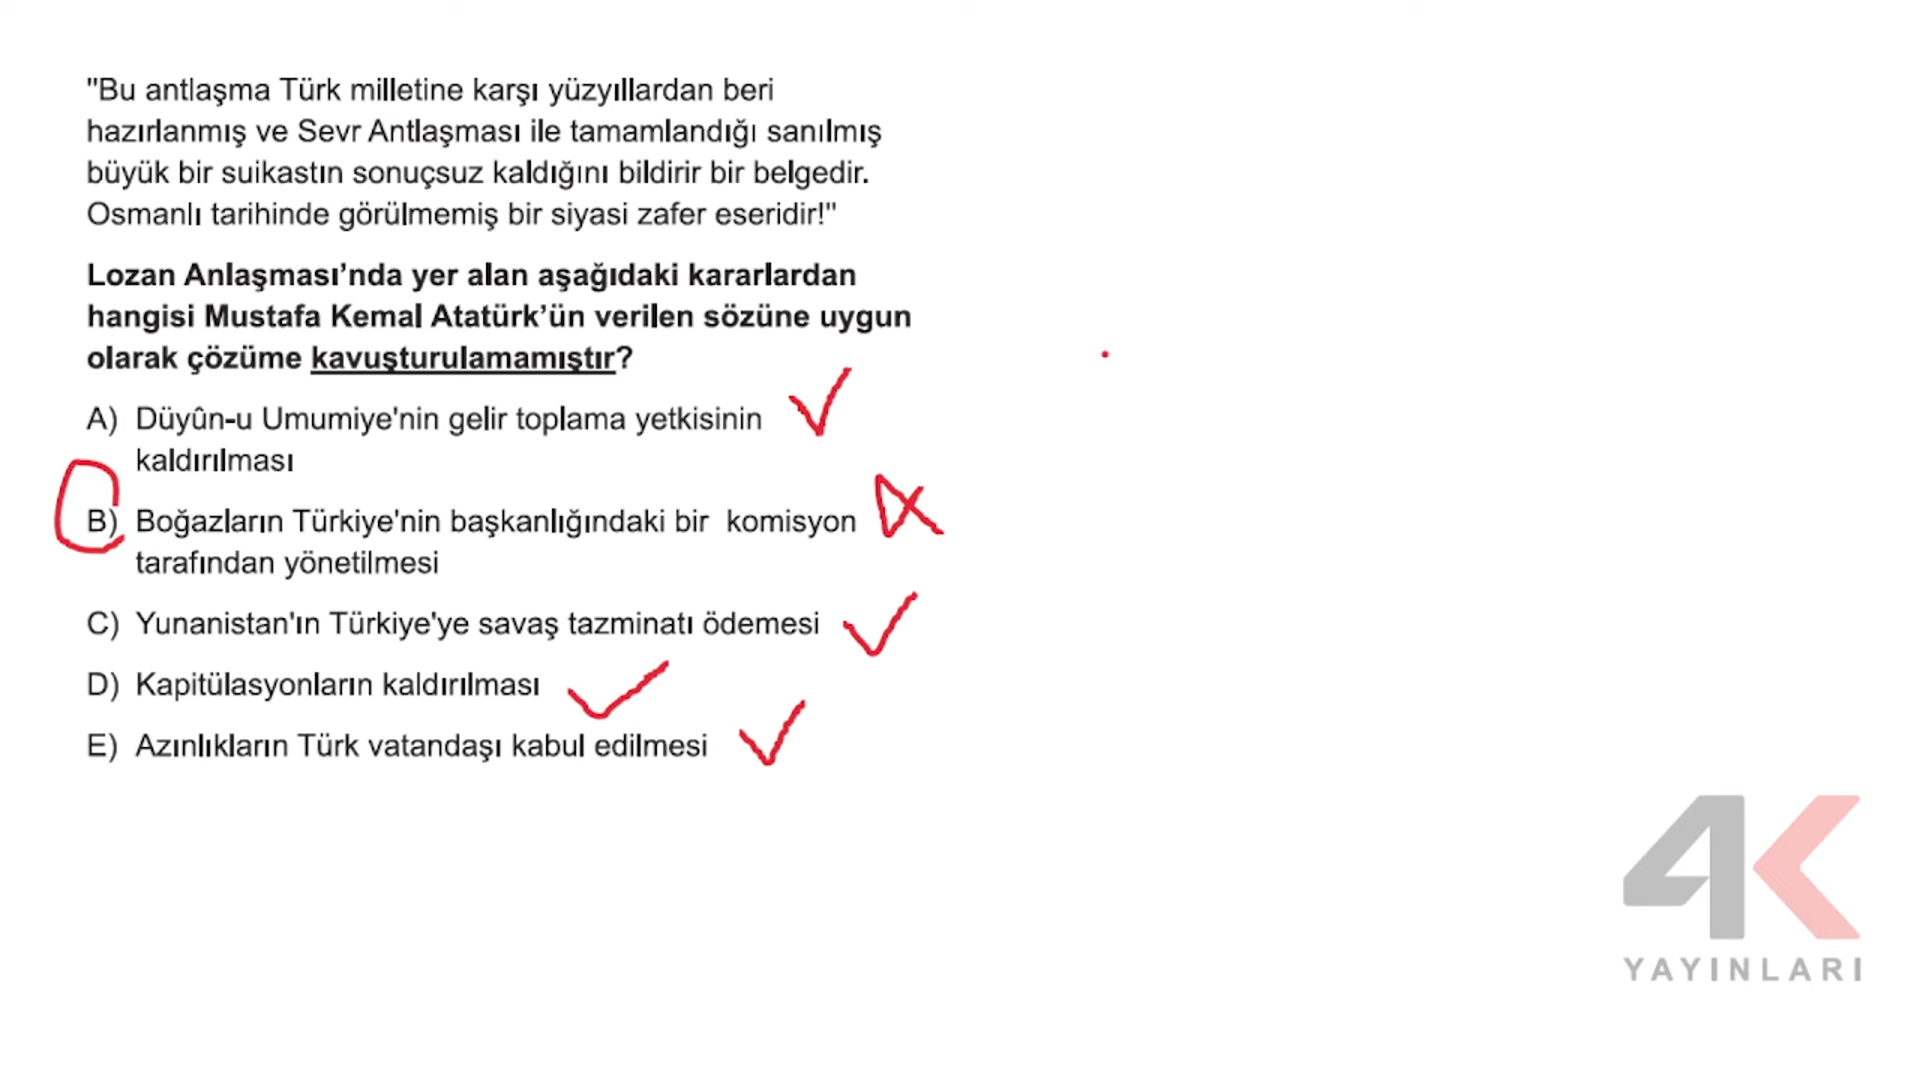 "Bu antlaşma Türk milletine karşı yüzyıllardan beri
hazırlanmış ve Sevr Antlaşması ile tamamlandığı sanılmış
büyük bir suikastın sonuçsuz kaldığını bildirir bir belgedir.
Osmanlı tarihinde görülmemiş bir siyasi zafer eseridir!"
Lozan Anlaşması’nda yer alan aşağıdaki kararlardan
hangisi Mustafa Kemal Atatürk’ün verilen sözüne uygun
olarak çözüme kavuşturulamamıştır?
A) Düyûn-u Umumiye'nin gelir toplama yetkisinin
kaldırılması
B) Boğazların Türkiye'nin başkanlığındaki bir komisyon
tarafından yönetilmesi
C) Yunanistan'ın Türkiye'ye savaş tazminatı ödemesi
D) Kapitülasyonların kaldırılması
E) Azınlıkların Türk vatandaşı kabul edilmesi
4K
YAYINLARI